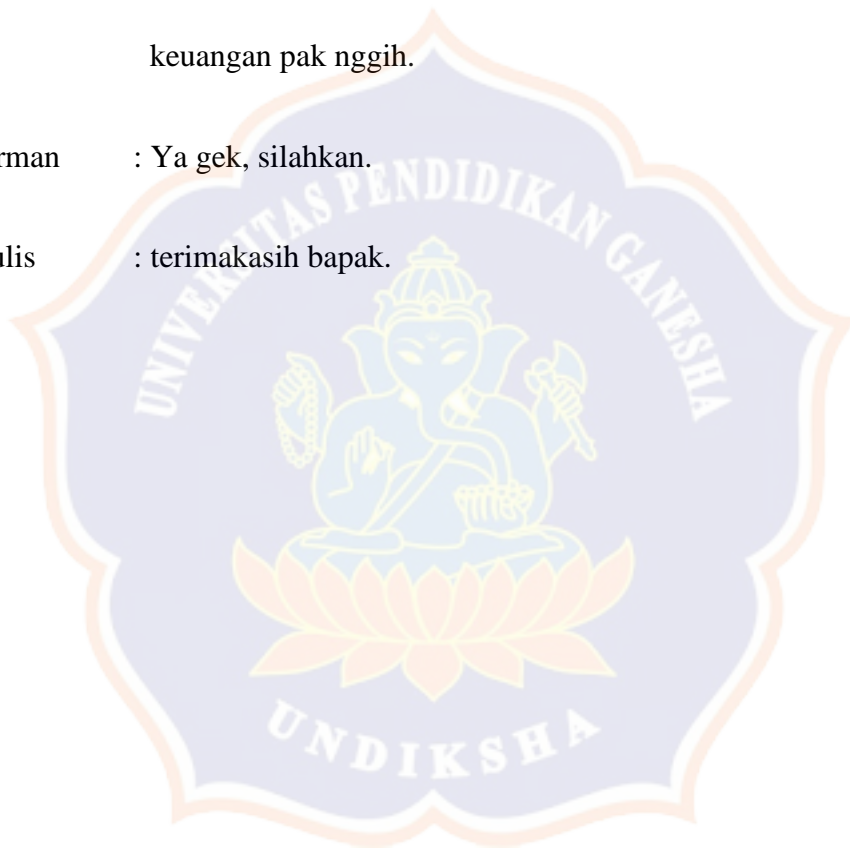 keuangan pak nggih.
rman : Ya gek, silahkan.
ulis : terimakasih bapak.
UNIVERSITAS PENDIDIKAN GANESHA
UNDIKSHA